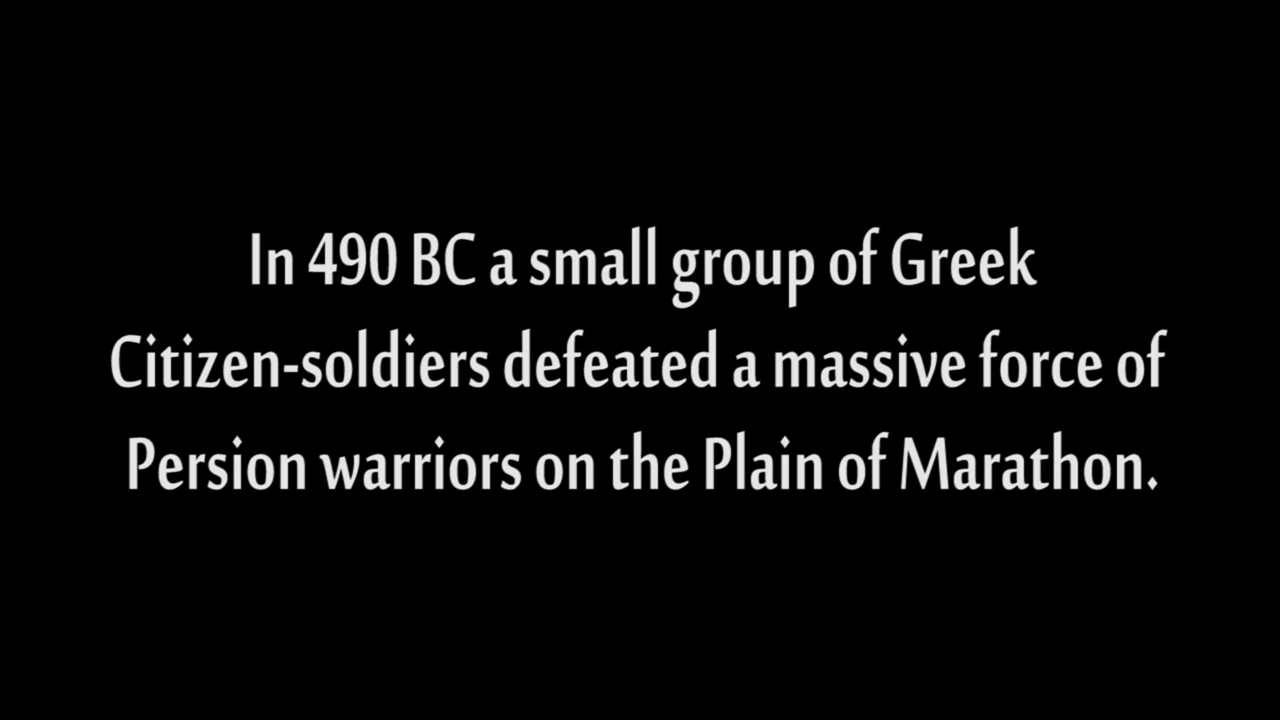 In 490 BC a small group of Greek
Citizen-soldiers defeated a massive force of
Persion warriors on the Plain of Marathon.